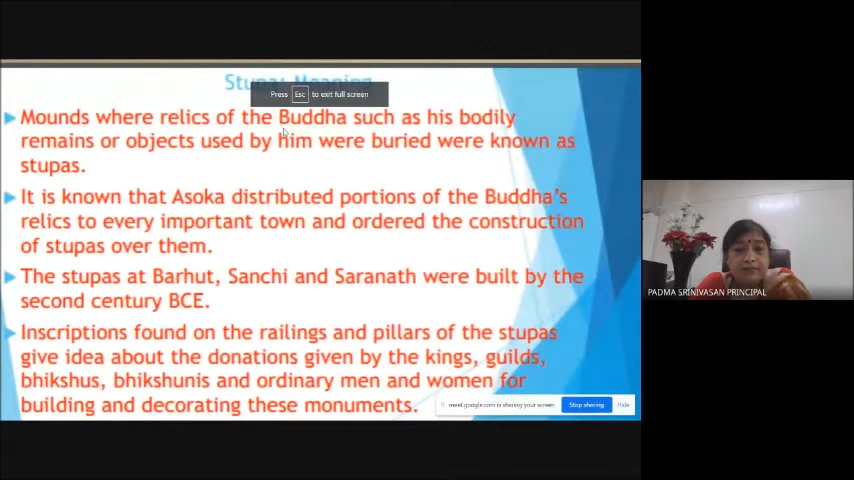 Stupa: Meaning
Press Esc to exit full screen
Mounds where relics of the Buddha such as his bodily
remains or objects used by him were buried were known as
stupas.
It is known that Asoka distributed portions of the Buddha's
relics to every important town and ordered the construction
of stupas over them.
The stupas at Barhut, Sanchi and Saranath were built by the
second century BCE.
Inscriptions found on the railings and pillars of the stupas
give idea about the donations given by the kings, guilds,
bhikshus, bhikshunis and ordinary men and women for
building and decorating these monuments.
meet.google.com is sharing your screen. Stop sharing Hide
PADMA SRINIVASAN PRINCIPAL